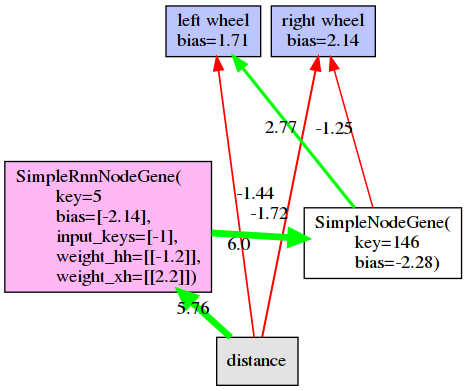 left wheel
bias=1.71
right wheel
bias=2.14
2.77
-1.25
SimpleRnnNodeGene(
key=5
bias=[-2.14],
input_keys=[-1],
weight_hh=[[-1.2]],
weight_xh=[[2.2]])
-1.44
-1.72
6.0
SimpleNodeGene(
key=146
bias=-2.28)
5.76
distance